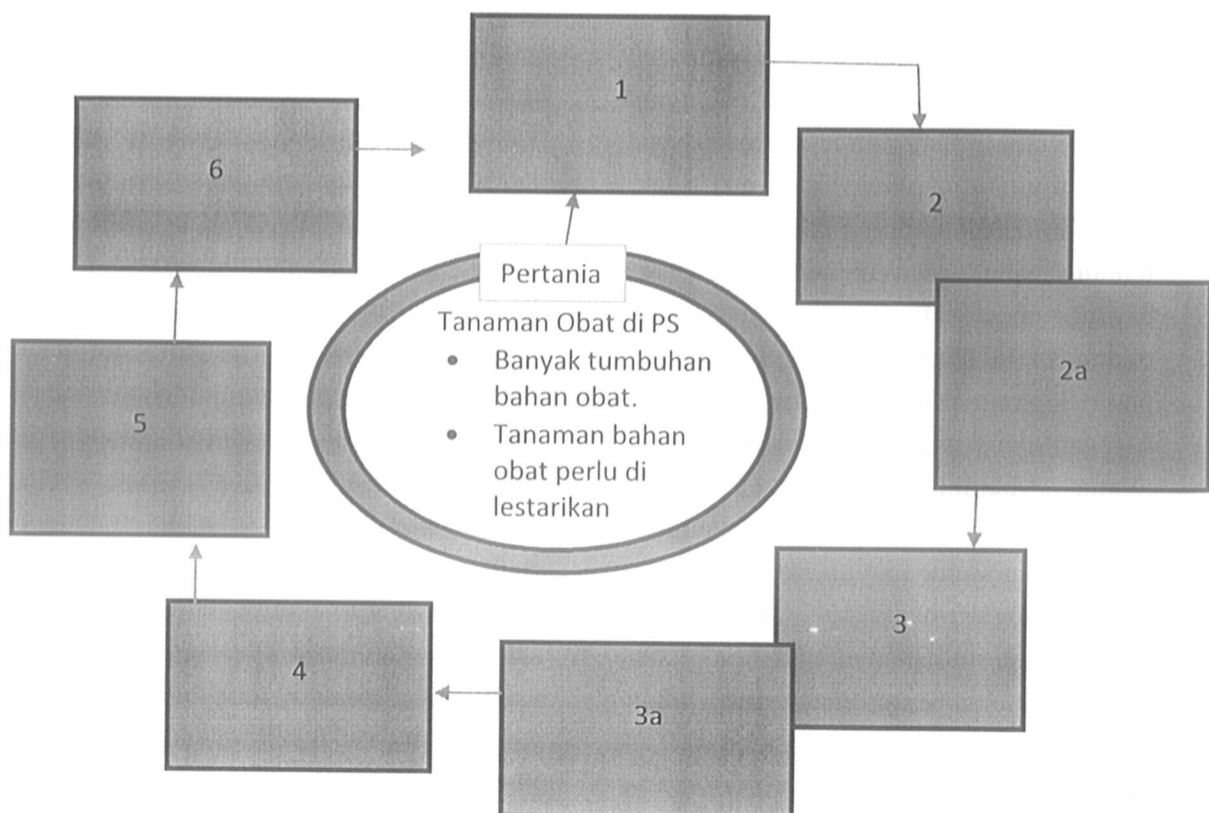 1
2
2a
3
3a
4
5
6
Pertania
Tanaman Obat di PS
• Banyak tumbuhan
bahan obat.
• Tanaman bahan
obat perlu di
lestarikan